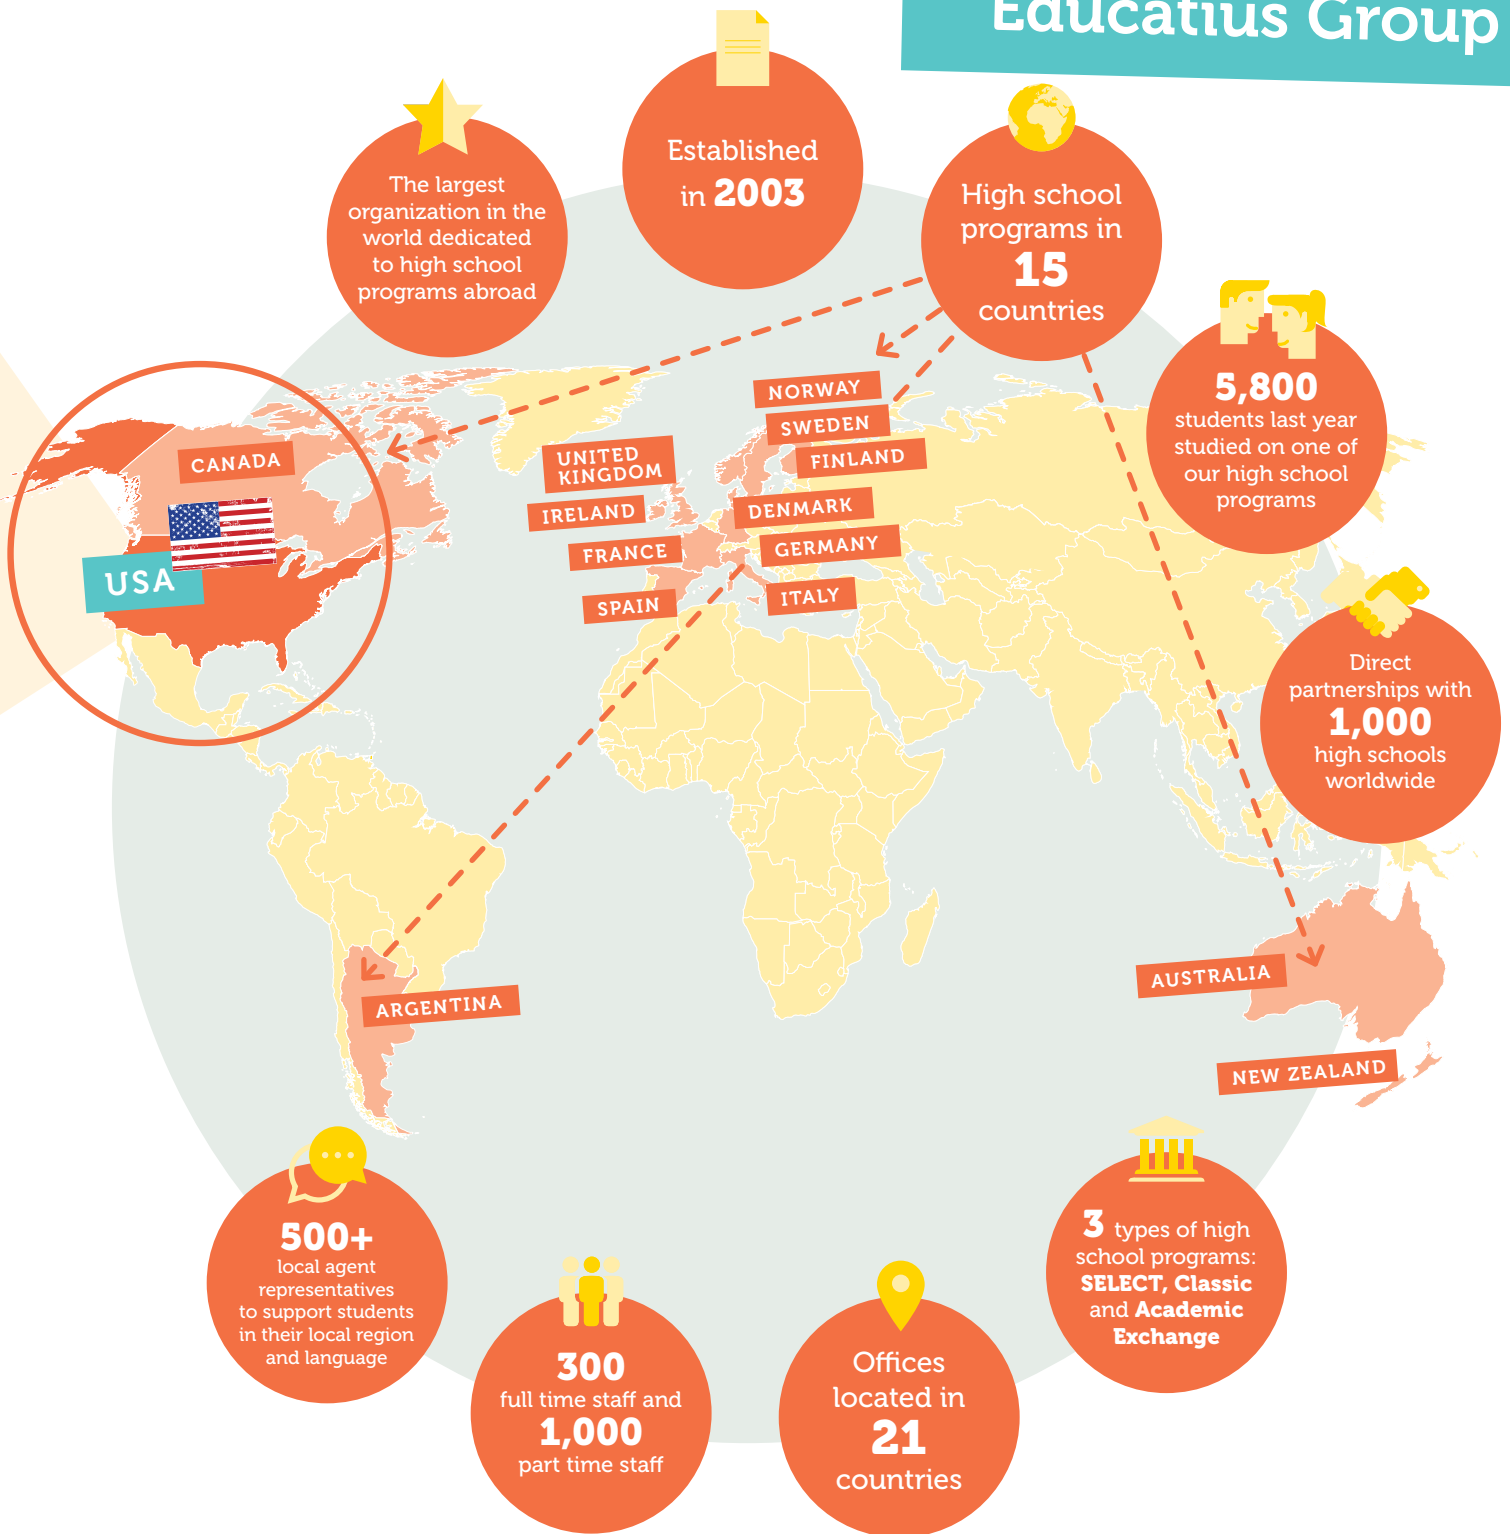 Educatius Group
Established
in 2003
The largest
organization in the
world dedicated
to high school
programs abroad
High school
programs in
15
countries
5,800
students last year
studied on one of
our high school
programs
NORWAY
SWEDEN
FINLAND
UNITED
KINGDOM
CANADA
IRELAND
DENMARK
FRANCE
GERMANY
USA
SPAIN
ITALY
Direct
partnerships with
1,000
high schools
worldwide
AUSTRALIA
ARGENTINA
NEW ZEALAND
500+
local agent
representatives
to support students
in their local region
and language
300
full time staff and
1,000
part time staff
Offices
located in
21
countries
3 types of high
school programs:
SELECT, Classic
and Academic
Exchange